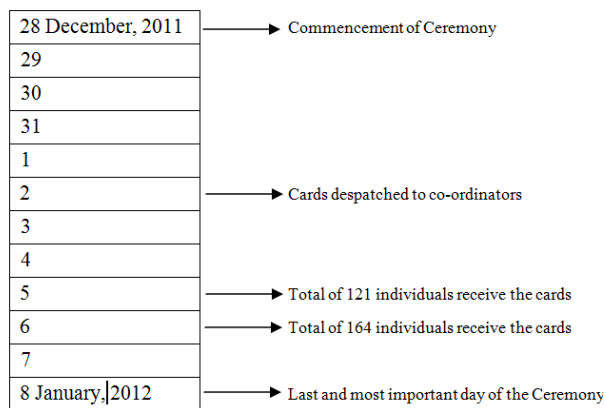 28 December, 2011 Commencement of Ceremony
29
30
31
1
2 Cards despatched to co-ordinators
3
4
5 Total of 121 individuals receive the cards
6 Total of 164 individuals receive the cards
7
8 January, 2012 Last and most important day of the Ceremony